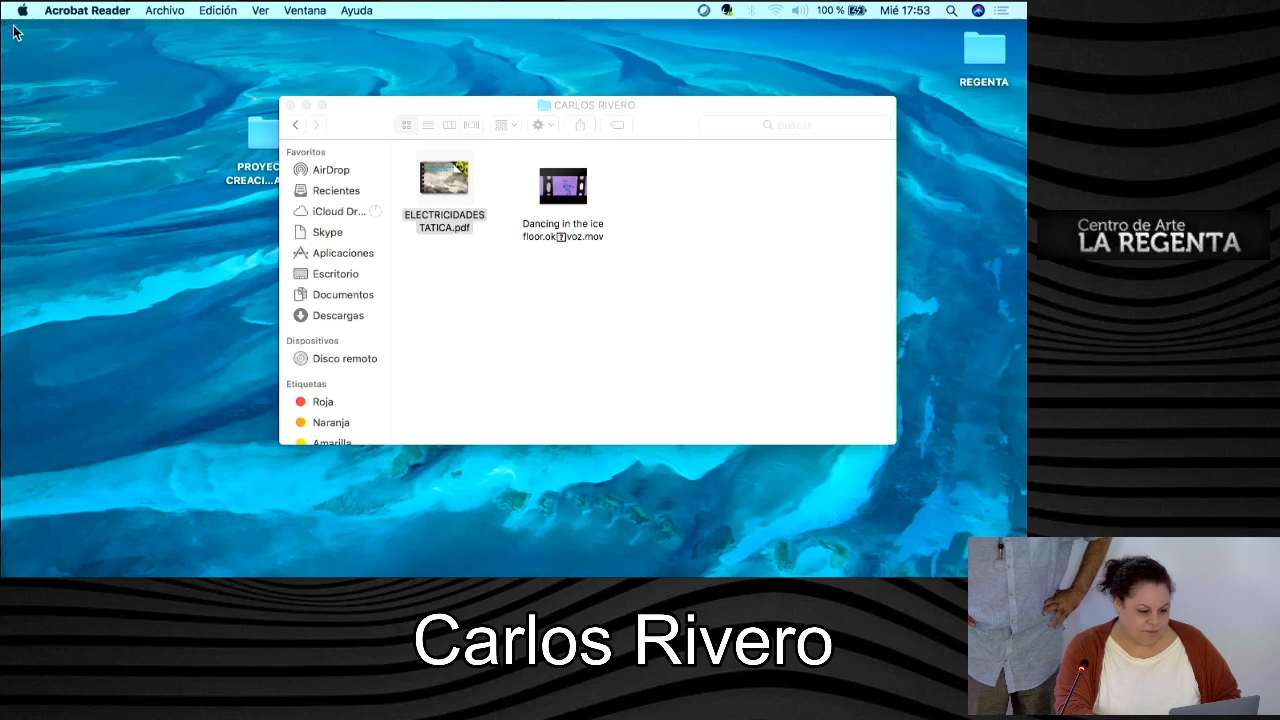 Acrobat Reader Archivo Edición Ver Ventana Ayuda 100 % Mié 17:53
REGENTA
CARLOS RIVERO
Buscar
PROYEC
CREACI...A
Favoritos
AirDrop
Recientes
iCloud Dr...
Skype
Aplicaciones
Escritorio
Documentos
Descargas
Dispositivos
Disco remoto
Etiquetas
Roja
Naranja
Amarilla
ELECTRICIDADES
TATICA.pdf
Dancing in the ice
floor.ok?voz.mov
Centro de Arte
LA REGENTA
Carlos Rivero